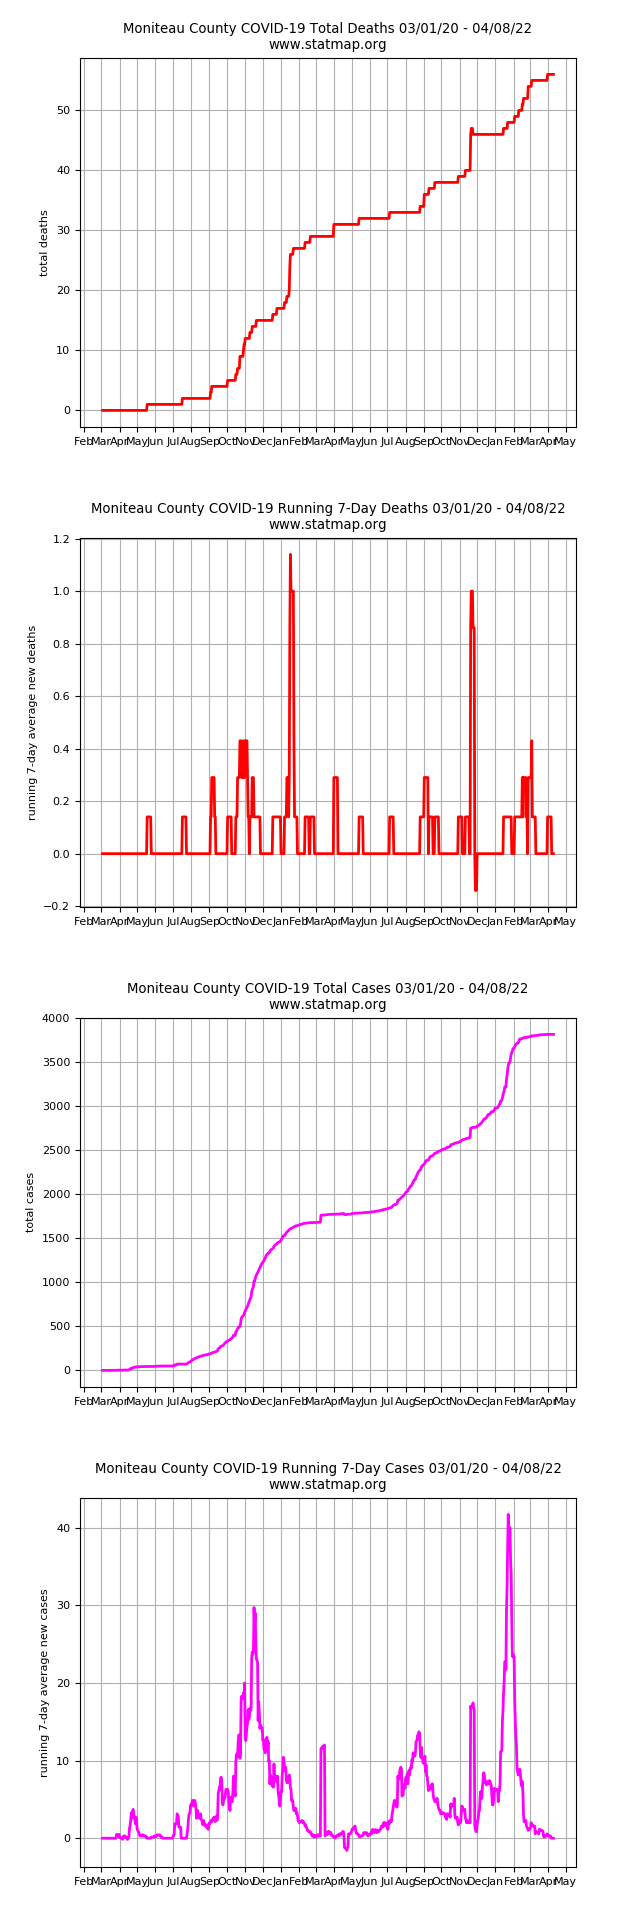 Moniteau County COVID-19 Total Deaths 03/01/20 - 04/08/22
www.statmap.org
total deaths
50
40
30
20
10
0
Feb Mar Apr May Jun Jul Aug Sep Oct Nov Dec Jan Feb Mar Apr May Jun Jul Aug Sep Oct Nov Dec Jan Feb Mar Apr May
Moniteau County COVID-19 Running 7-Day Deaths 03/01/20 - 04/08/22
www.statmap.org
running 7-day average new deaths
1.2
1.0
0.8
0.6
0.4
0.2
0.0
−0.2
Feb Mar Apr May Jun Jul Aug Sep Oct Nov Dec Jan Feb Mar Apr May Jun Jul Aug Sep Oct Nov Dec Jan Feb Mar Apr May
Moniteau County COVID-19 Total Cases 03/01/20 - 04/08/22
www.statmap.org
total cases
4000
3500
3000
2500
2000
1500
1000
500
0
Feb Mar Apr May Jun Jul Aug Sep Oct Nov Dec Jan Feb Mar Apr May Jun Jul Aug Sep Oct Nov Dec Jan Feb Mar Apr May
Moniteau County COVID-19 Running 7-Day Cases 03/01/20 - 04/08/22
www.statmap.org
running 7-day average new cases
40
30
20
10
0
Feb Mar Apr May Jun Jul Aug Sep Oct Nov Dec Jan Feb Mar Apr May Jun Jul Aug Sep Oct Nov Dec Jan Feb Mar Apr May